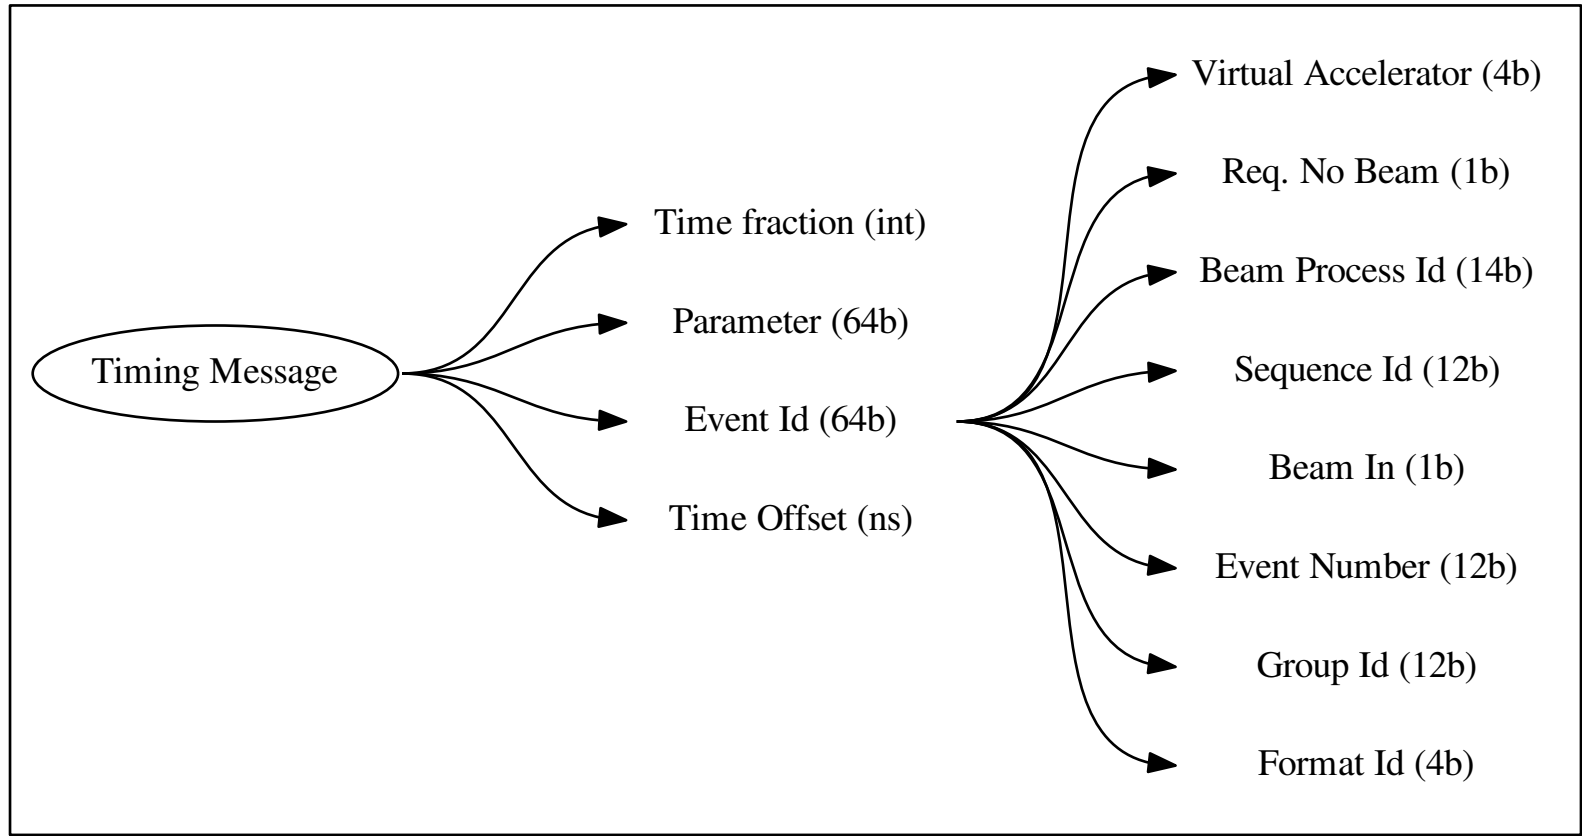 Timing Message
Time fraction (int)
Parameter (64b)
Event Id (64b)
Time Offset (ns)
Virtual Accelerator (4b)
Req. No Beam (1b)
Beam Process Id (14b)
Sequence Id (12b)
Beam In (1b)
Event Number (12b)
Group Id (12b)
Format Id (4b)